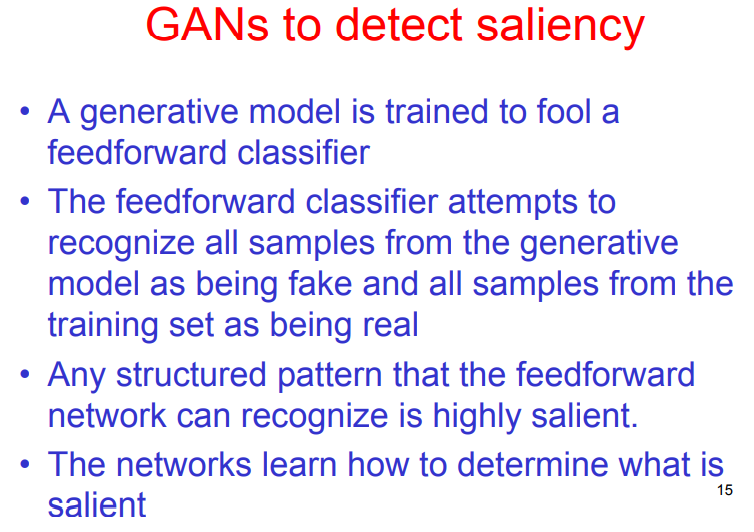 GANs to detect saliency
• A generative model is trained to fool a
feedforward classifier
• The feedforward classifier attempts to
recognize all samples from the generative
model as being fake and all samples from the
training set as being real
• Any structured pattern that the feedforward
network can recognize is highly salient.
• The networks learn how to determine what is
salient
15